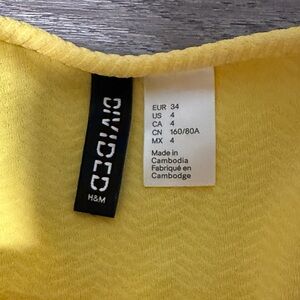 DIVIDED
H&M
EUR 34
US 4
CA 4
CN 160/80A
MX 4
Made in
Cambodia
Fabriqué en
Cambodge